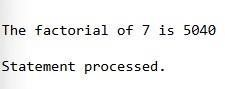 The factorial of 7 is 5040
Statement processed.